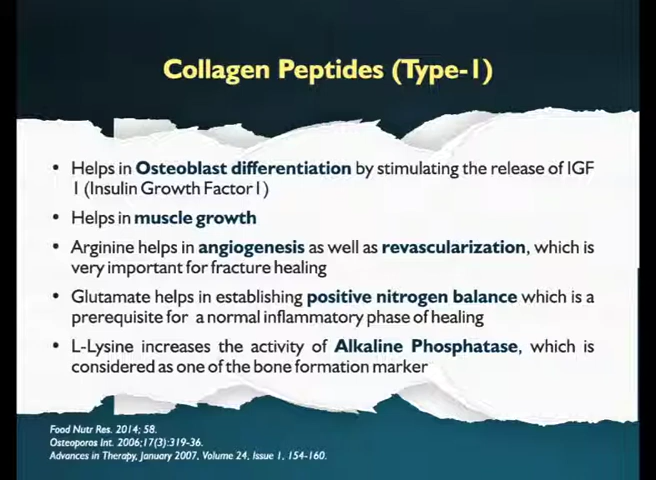 Collagen Peptides (Type-1)
• Helps in Osteoblast differentiation by stimulating the release of IGF
1 (Insulin Growth Factor1)
• Helps in muscle growth
• Arginine helps in angiogenesis as well as revascularization, which is
very important for fracture healing
• Glutamate helps in establishing positive nitrogen balance which is a
prerequisite for a normal inflammatory phase of healing
• L-Lysine increases the activity of Alkaline Phosphatase, which is
considered as one of the bone formation marker
Food Nutr Res. 2014; 58.
Osteoporos Int. 2006;17(3):319-36.
Advances in Therapy, January 2007, Volume 24, Issue 1, 154-160.